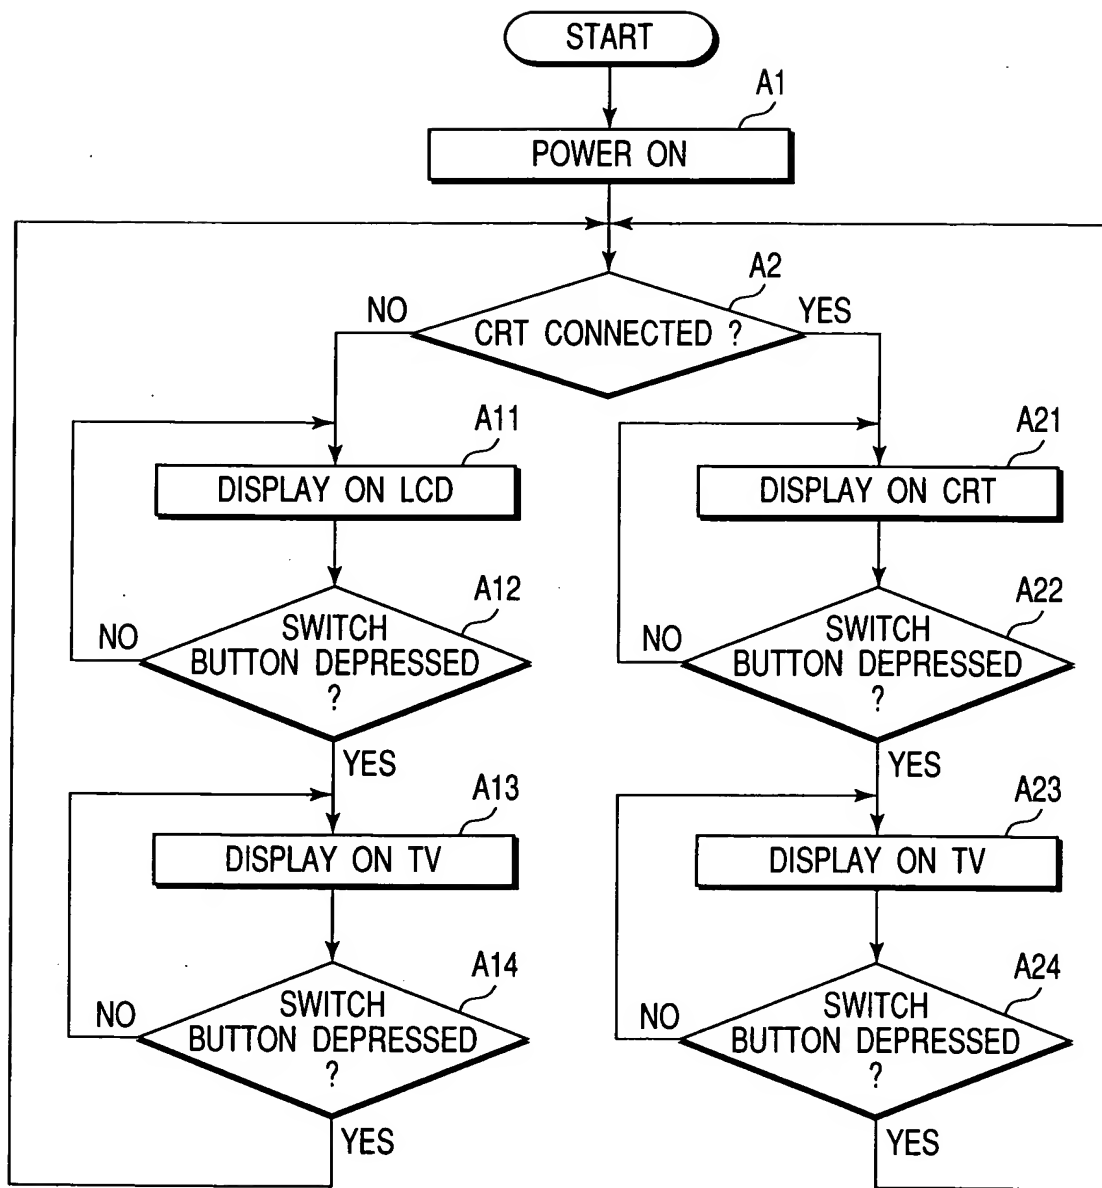 START
A1
POWER ON
A2
NO
CRT CONNECTED ?
YES
A11
DISPLAY ON LCD
A21
DISPLAY ON CRT
A12
SWITCH
BUTTON DEPRESSED
?
NO
YES
A22
SWITCH
BUTTON DEPRESSED
?
NO
YES
A13
DISPLAY ON TV
A23
DISPLAY ON TV
A14
SWITCH
BUTTON DEPRESSED
?
NO
YES
A24
SWITCH
BUTTON DEPRESSED
?
NO
YES